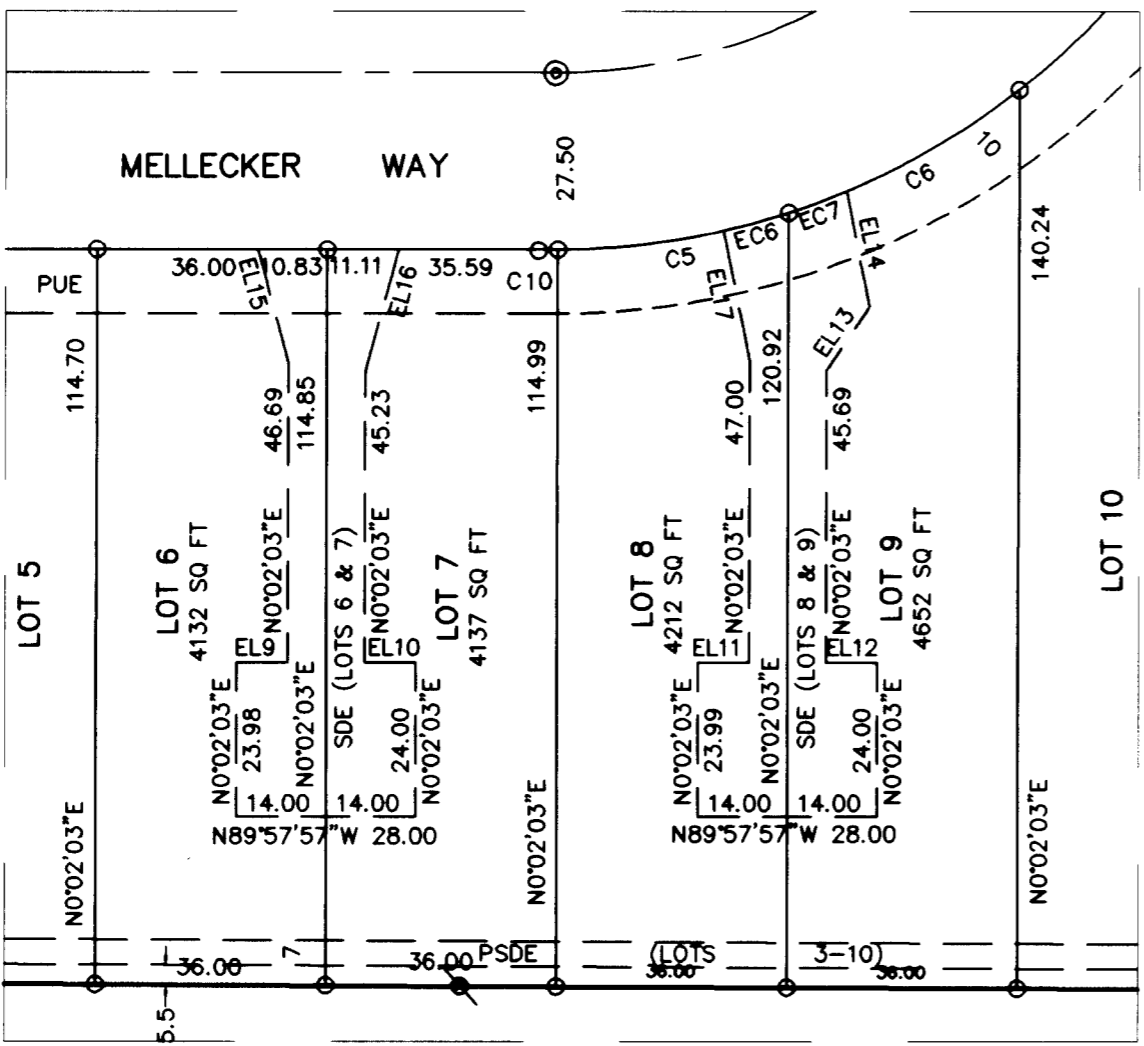 MELLECKER WAY
27.50
C6
10
EC7
EC6
C5
EL14
EL17
EL13
140.24
PUE
36.00
10.83
11.11
35.59
C10
EL15
EL16
114.70
46.69
114.85
45.23
114.99
47.00
120.92
45.69
LOT 5
LOT 6
4132 SQ FT
N0°02'03"E
SDE (LOTS 6 & 7)
N0°02'03"E
LOT 7
4137 SQ FT
LOT 8
4212 SQ FT
N0°02'03"E
SDE (LOTS 8 & 9)
N0°02'03"E
LOT 9
4652 SQ FT
LOT 10
EL9
EL10
EL11
EL12
N0°02'03"E
23.98
N0°02'03"E
24.00
N0°02'03"E
N0°02'03"E
23.99
N0°02'03"E
24.00
N0°02'03"E
14.00
14.00
N89°57'57"W 28.00
14.00
14.00
N89°57'57"W 28.00
N0°02'03"E
N0°02'03"E
N0°02'03"E
PSDE (LOTS 3-10)
36.00
7
36.00
36.00
36.00
5.5